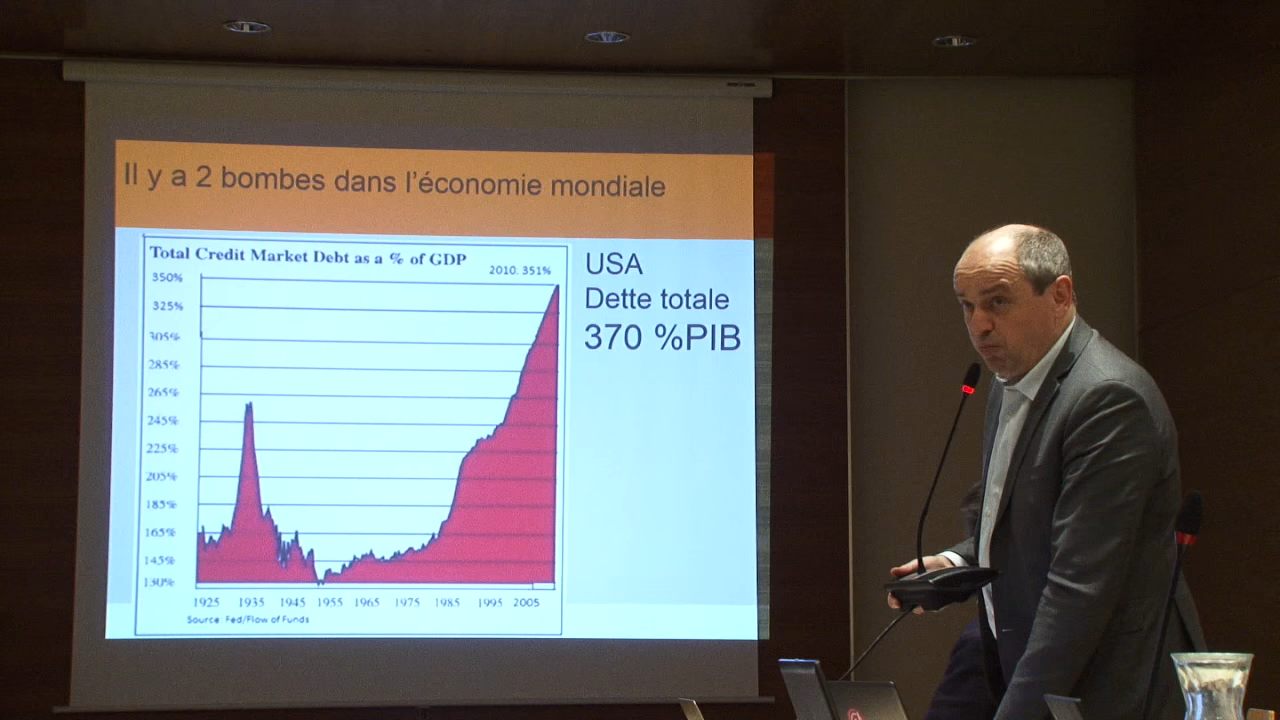 Il y a 2 bombes dans l'économie mondiale
Total Credit Market Debt as a % of GDP
2010. 351%
350%
325%
305%
285%
265%
245%
225%
205%
185%
165%
145%
130%
1925 1935 1945 1955 1965 1975 1985 1995 2005
Source Fed/Flow of Funds
USA
Dette totale
370 %PIB